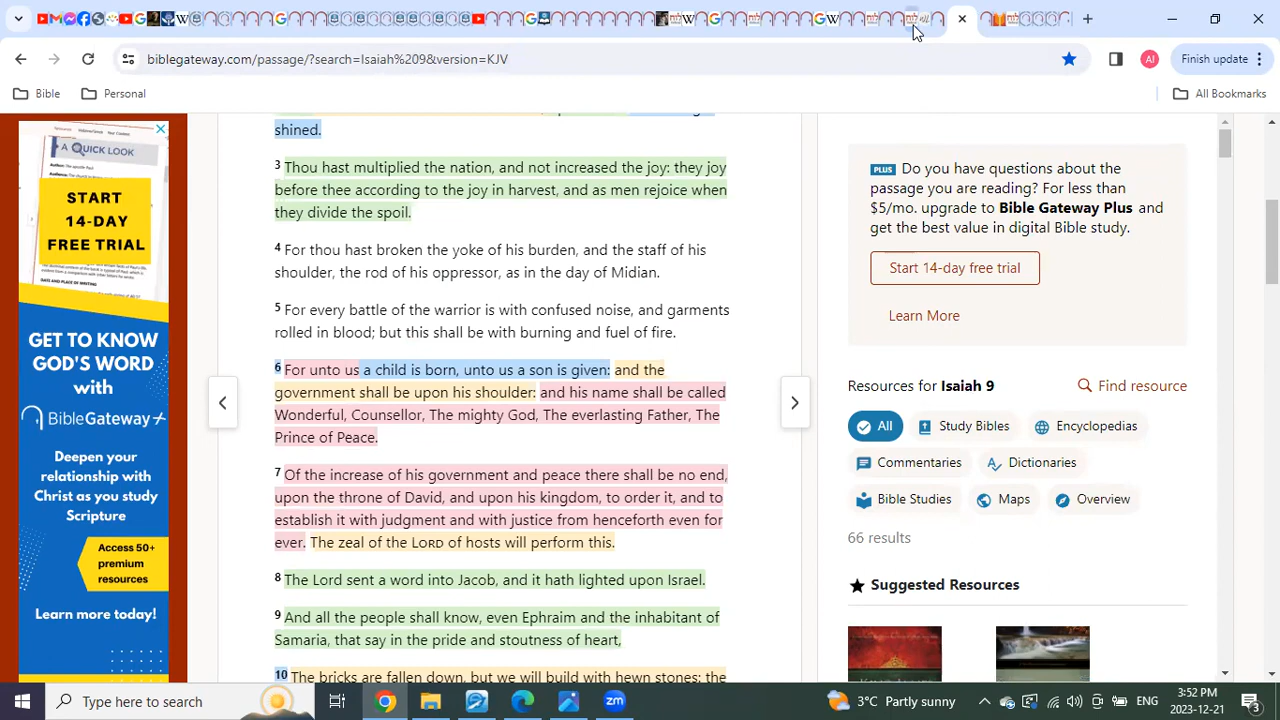 biblegateway.com/passage/?search=Isaiah%209&version=KJV
AI
Finish update
Bible
Personal
All Bookmarks
A QUICK LOOK
START
14-DAY
FREE TRIAL
GET TO KNOW
GOD'S WORD
with
BibleGateway+
Deepen your
relationship with
Christ as you study
Scripture
Access 50+
premium
resources
Learn more today!
shined.
3 Thou hast multiplied the nation, and not increased the joy: they joy
before thee according to the joy in harvest, and as men rejoice when
they divide the spoil.
4 For thou hast broken the yoke of his burden, and the staff of his
shoulder, the rod of his oppressor, as in the day of Midian.
5 For every battle of the warrior is with confused noise, and garments
rolled in blood; but this shall be with burning and fuel of fire.
6 For unto us a child is born, unto us a son is given: and the
government shall be upon his shoulder: and his name shall be called
Wonderful, Counsellor, The mighty God, The everlasting Father, The
Prince of Peace.
7 Of the increase of his government and peace there shall be no end,
upon the throne of David, and upon his kingdom, to order it, and to
establish it with judgment and with justice from henceforth even for
ever. The zeal of the LORD of hosts will perform this.
8 The Lord sent a word into Jacob, and it hath lighted upon Israel.
9 And all the people shall know, even Ephraim and the inhabitant of
Samaria, that say in the pride and stoutness of heart,
10 The bricks are fallen down, but we will build with hewn stones: the
PLUS Do you have questions about the
passage you are reading? For less than
$5/mo. upgrade to Bible Gateway Plus and
get the best value in digital Bible study.
Start 14-day free trial
Learn More
Resources for Isaiah 9
Find resource
All
Study Bibles
Encyclopedias
Commentaries
Dictionaries
Bible Studies
Maps
Overview
66 results
Suggested Resources
Type here to search
3°C Partly sunny
ENG
3:52 PM
2023-12-21
3